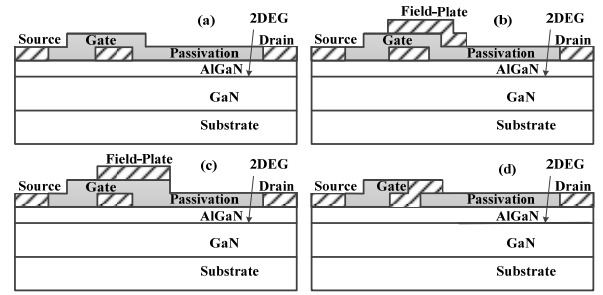 (a)
2DEG
Source
Gate
Drain
Passivation
AlGaN
GaN
Substrate
Field-Plate
(b)
2DEG
Source
Gate
Drain
Passivation
AlGaN
GaN
Substrate
Field-Plate
(c)
2DEG
Source
Gate
Drain
Passivation
AlGaN
GaN
Substrate
(d)
2DEG
Source
Gate
Drain
Passivation
AlGaN
GaN
Substrate